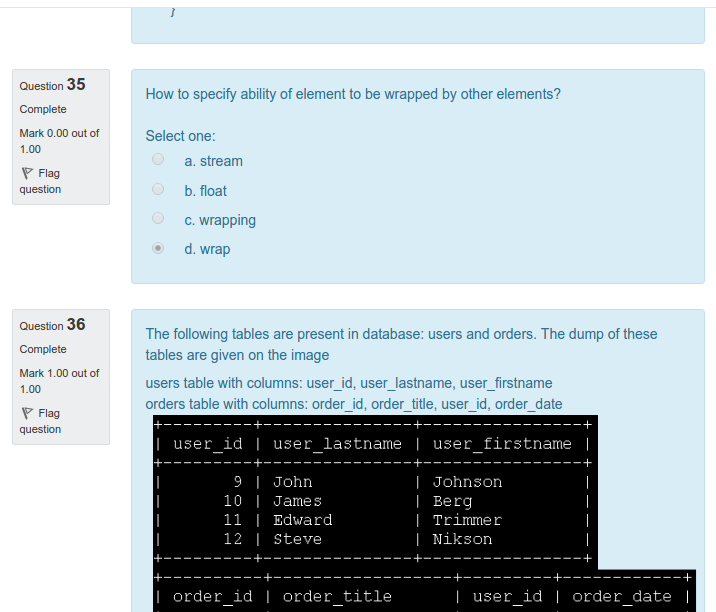 }
Question 35
Complete
Mark 0.00 out of
1.00
Flag
question
How to specify ability of element to be wrapped by other elements?
Select one:
a. stream
b. float
c. wrapping
d. wrap
Question 36
Complete
Mark 1.00 out of
1.00
Flag
question
The following tables are present in database: users and orders. The dump of these
tables are given on the image
users table with columns: user_id, user_lastname, user_firstname
orders table with columns: order_id, order_title, user_id, order_date
+---------+---------------+----------------+
| user_id | user_lastname | user_firstname |
+---------+---------------+----------------+
| 9 | John | Johnson |
| 10 | James | Berg |
| 11 | Edward | Trimmer |
| 12 | Steve | Nikson |
+---------+---------------+----------------+
+----------+------------------+---------+------------+
| order_id | order_title | user_id | order_date |